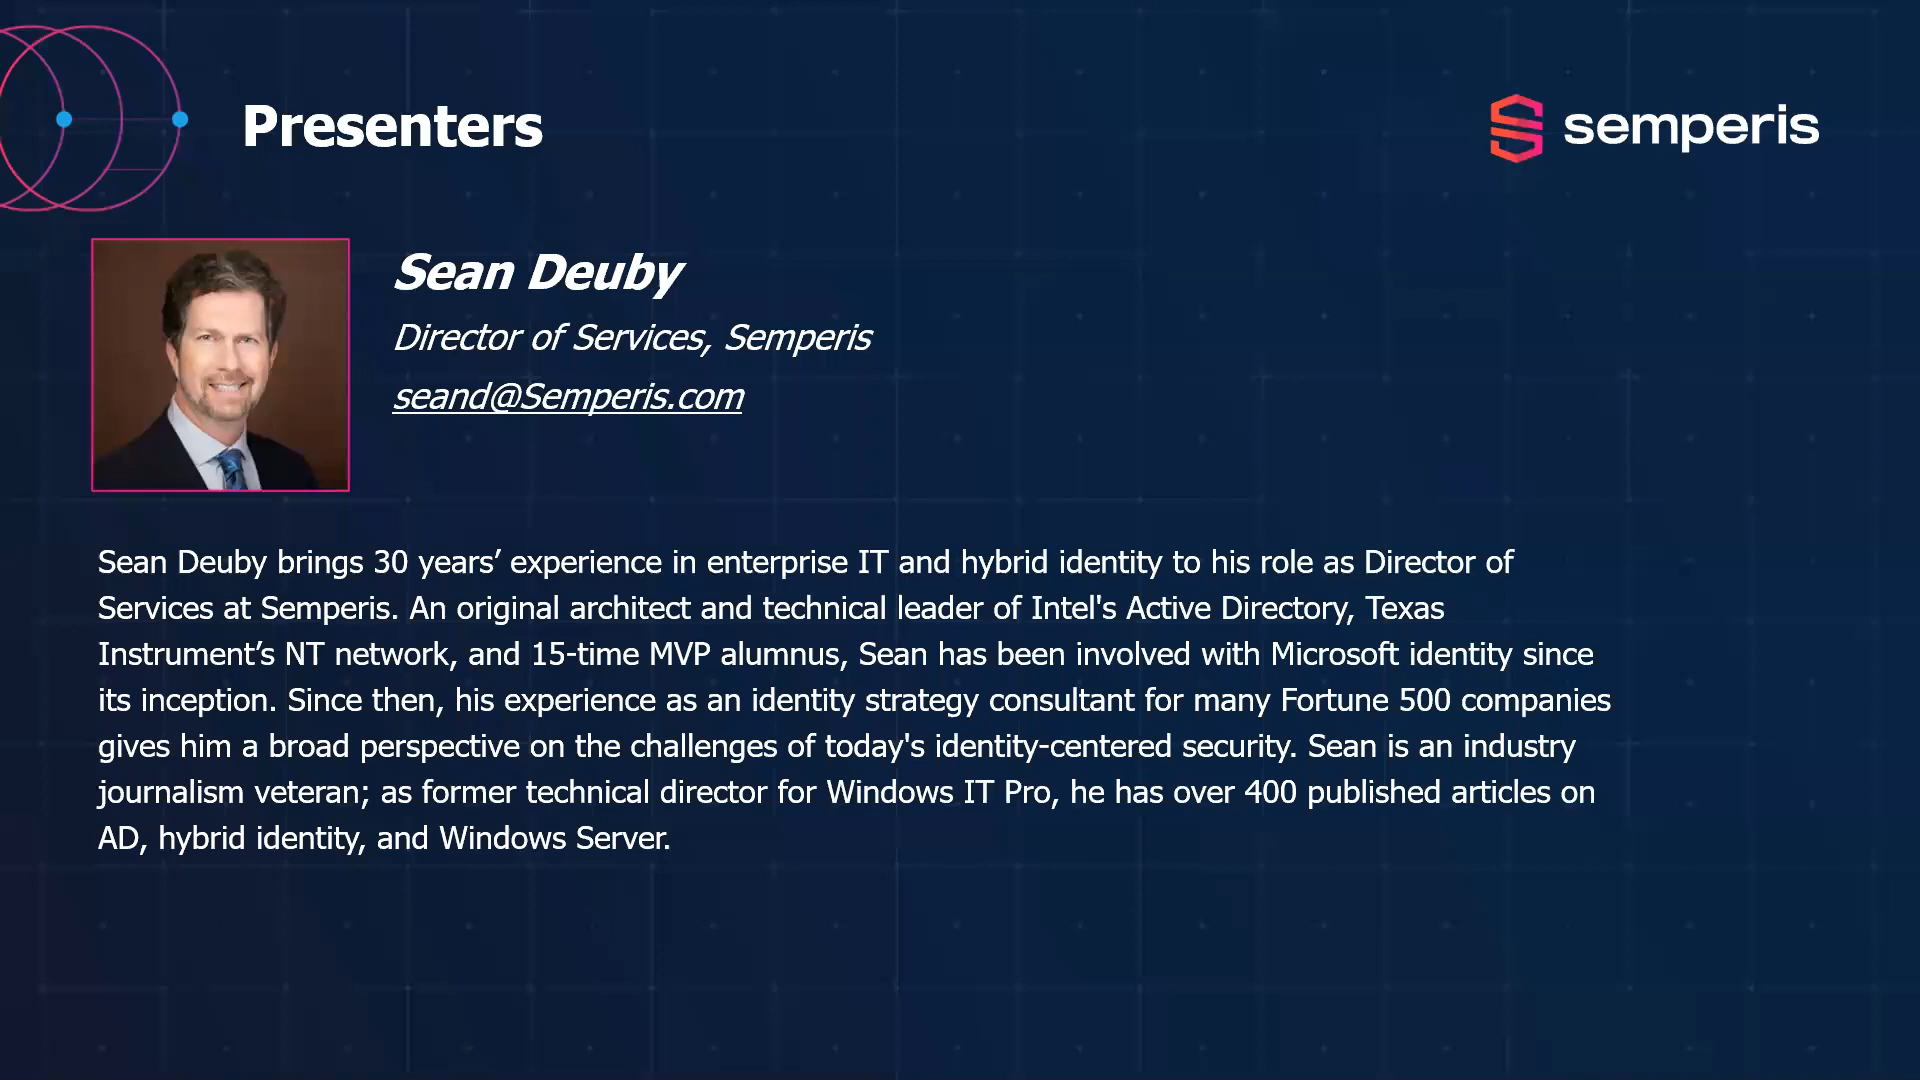 Presenters
semperis
Sean Deuby
Director of Services, Semperis
seand@Semperis.com
Sean Deuby brings 30 years’ experience in enterprise IT and hybrid identity to his role as Director of
Services at Semperis. An original architect and technical leader of Intel's Active Directory, Texas
Instrument’s NT network, and 15-time MVP alumnus, Sean has been involved with Microsoft identity since
its inception. Since then, his experience as an identity strategy consultant for many Fortune 500 companies
gives him a broad perspective on the challenges of today's identity-centered security. Sean is an industry
journalism veteran; as former technical director for Windows IT Pro, he has over 400 published articles on
AD, hybrid identity, and Windows Server.